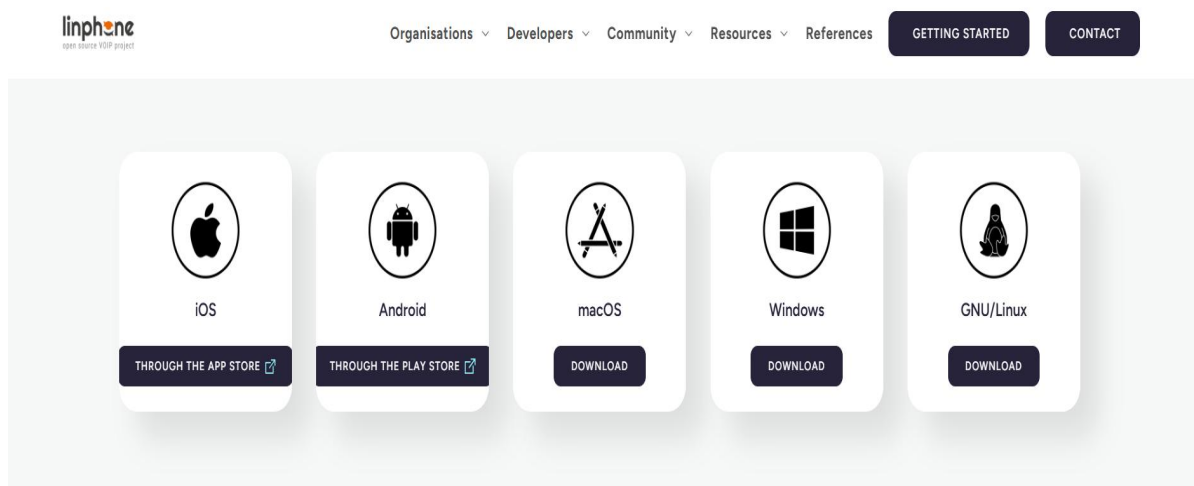 linphone
open source VOIP project
Organisations Developers Community Resources References GETTING STARTED CONTACT
iOS Android macOS Windows GNU/Linux
THROUGH THE APP STORE THROUGH THE PLAY STORE DOWNLOAD DOWNLOAD DOWNLOAD